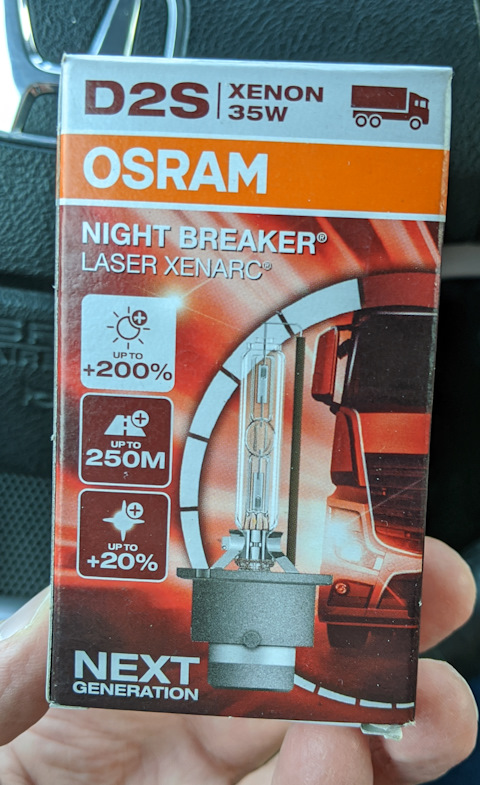 D2S XENON
35W
OSRAM
NIGHT BREAKER®
LASER XENARC®
UP TO
+200%
UP TO
250M
UP TO
+20%
NEXT
GENERATION